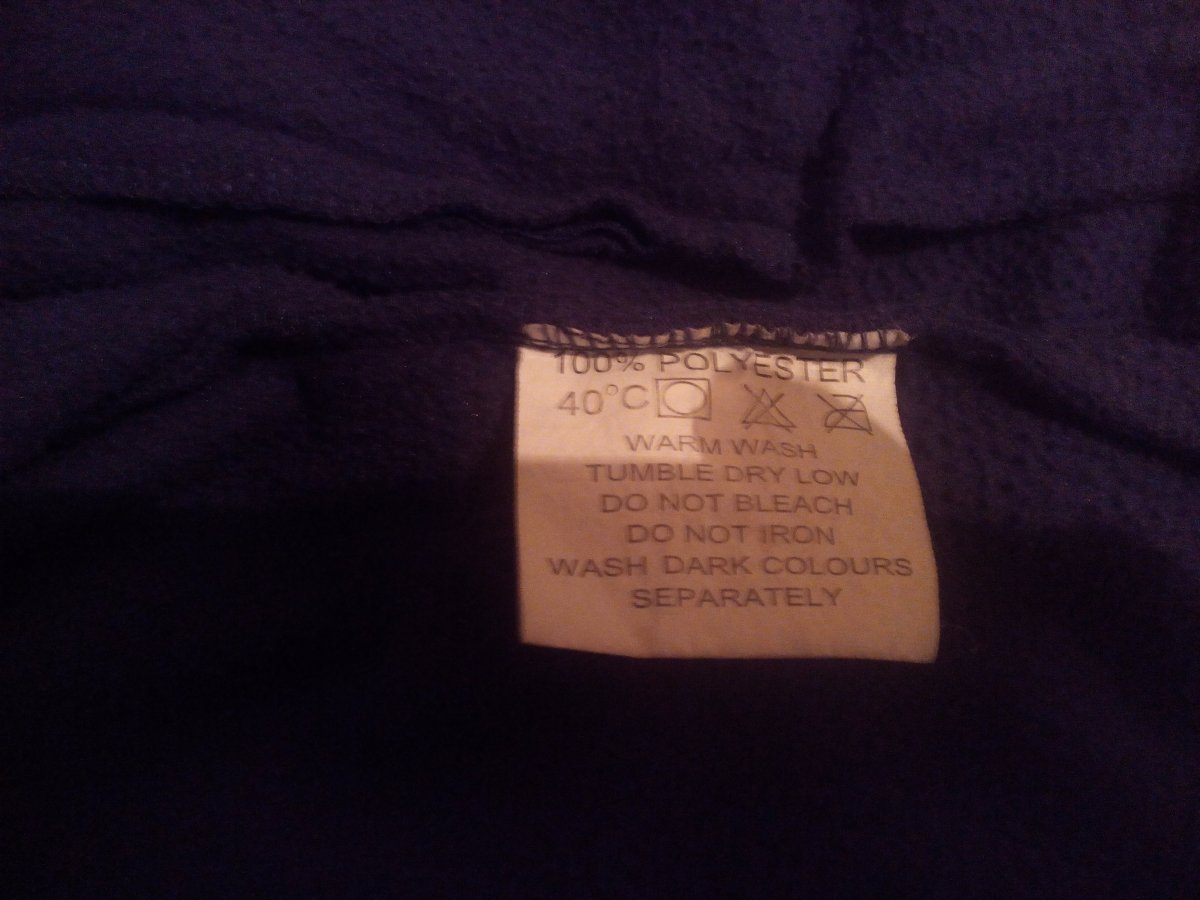 100% POLYESTER
40°C
WARM WASH
TUMBLE DRY LOW
DO NOT BLEACH
DO NOT IRON
WASH DARK COLOURS
SEPARATELY